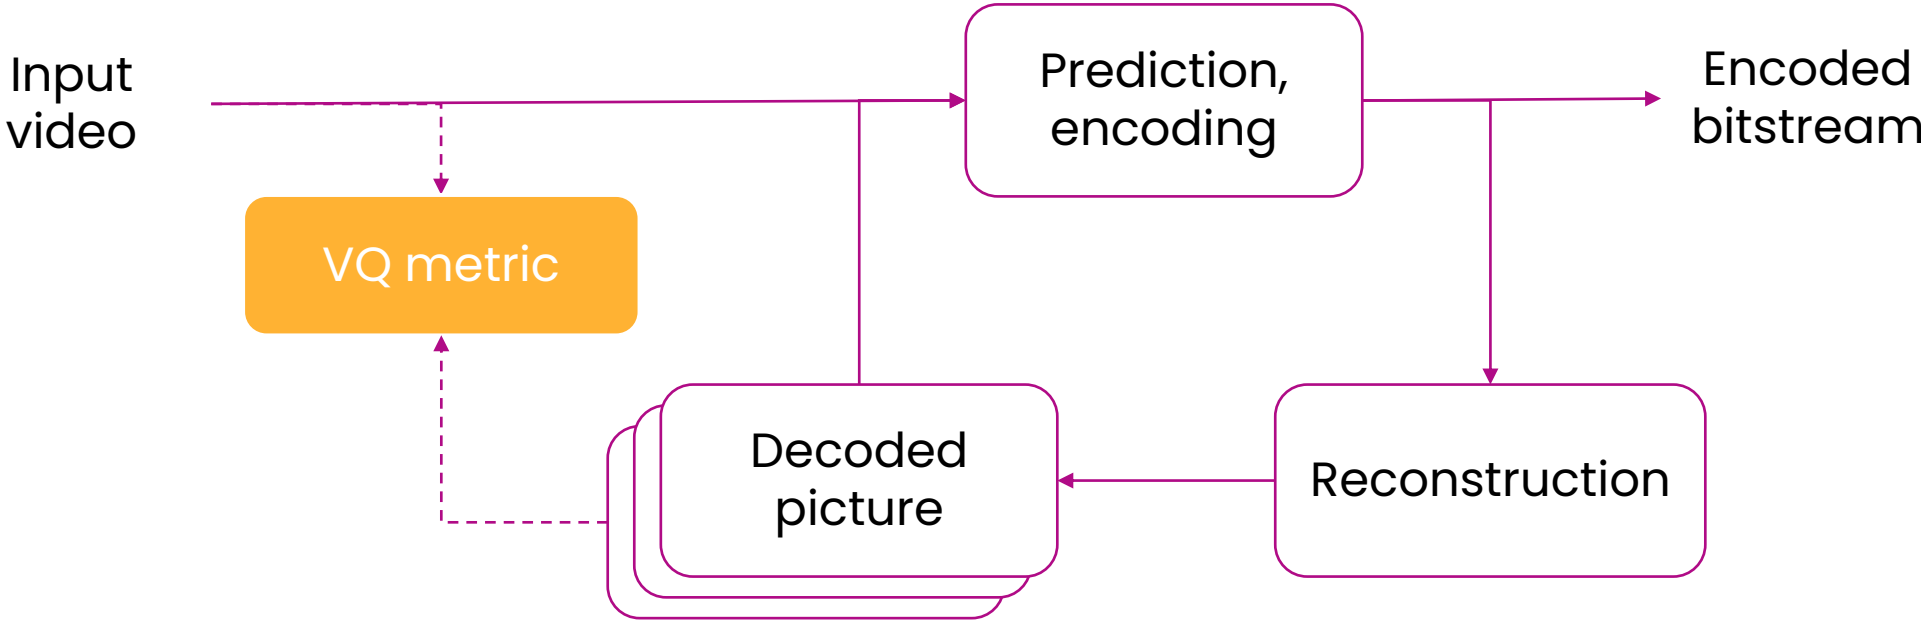 Input
video
Prediction,
encoding
Encoded
bitstream
VQ metric
Decoded
picture
Reconstruction